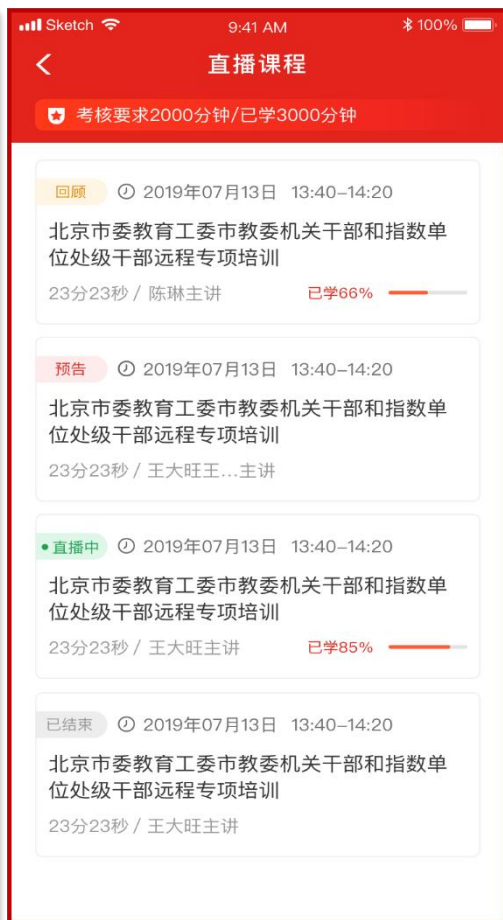 Sketch 9:41 AM 100%
直播课程
考核要求2000分钟/已学3000分钟
回顾 2019年07月13日 13:40–14:20
北京市委教育工委市教委机关干部和指数单
位处级干部远程专项培训
23分23秒 / 陈琳主讲 已学66%
预告 2019年07月13日 13:40–14:20
北京市委教育工委市教委机关干部和指数单
位处级干部远程专项培训
23分23秒 / 王大旺王...主讲
直播中 2019年07月13日 13:40–14:20
北京市委教育工委市教委机关干部和指数单
位处级干部远程专项培训
23分23秒 / 王大旺主讲 已学85%
已结束 2019年07月13日 13:40–14:20
北京市委教育工委市教委机关干部和指数单
位处级干部远程专项培训
23分23秒 / 王大旺主讲